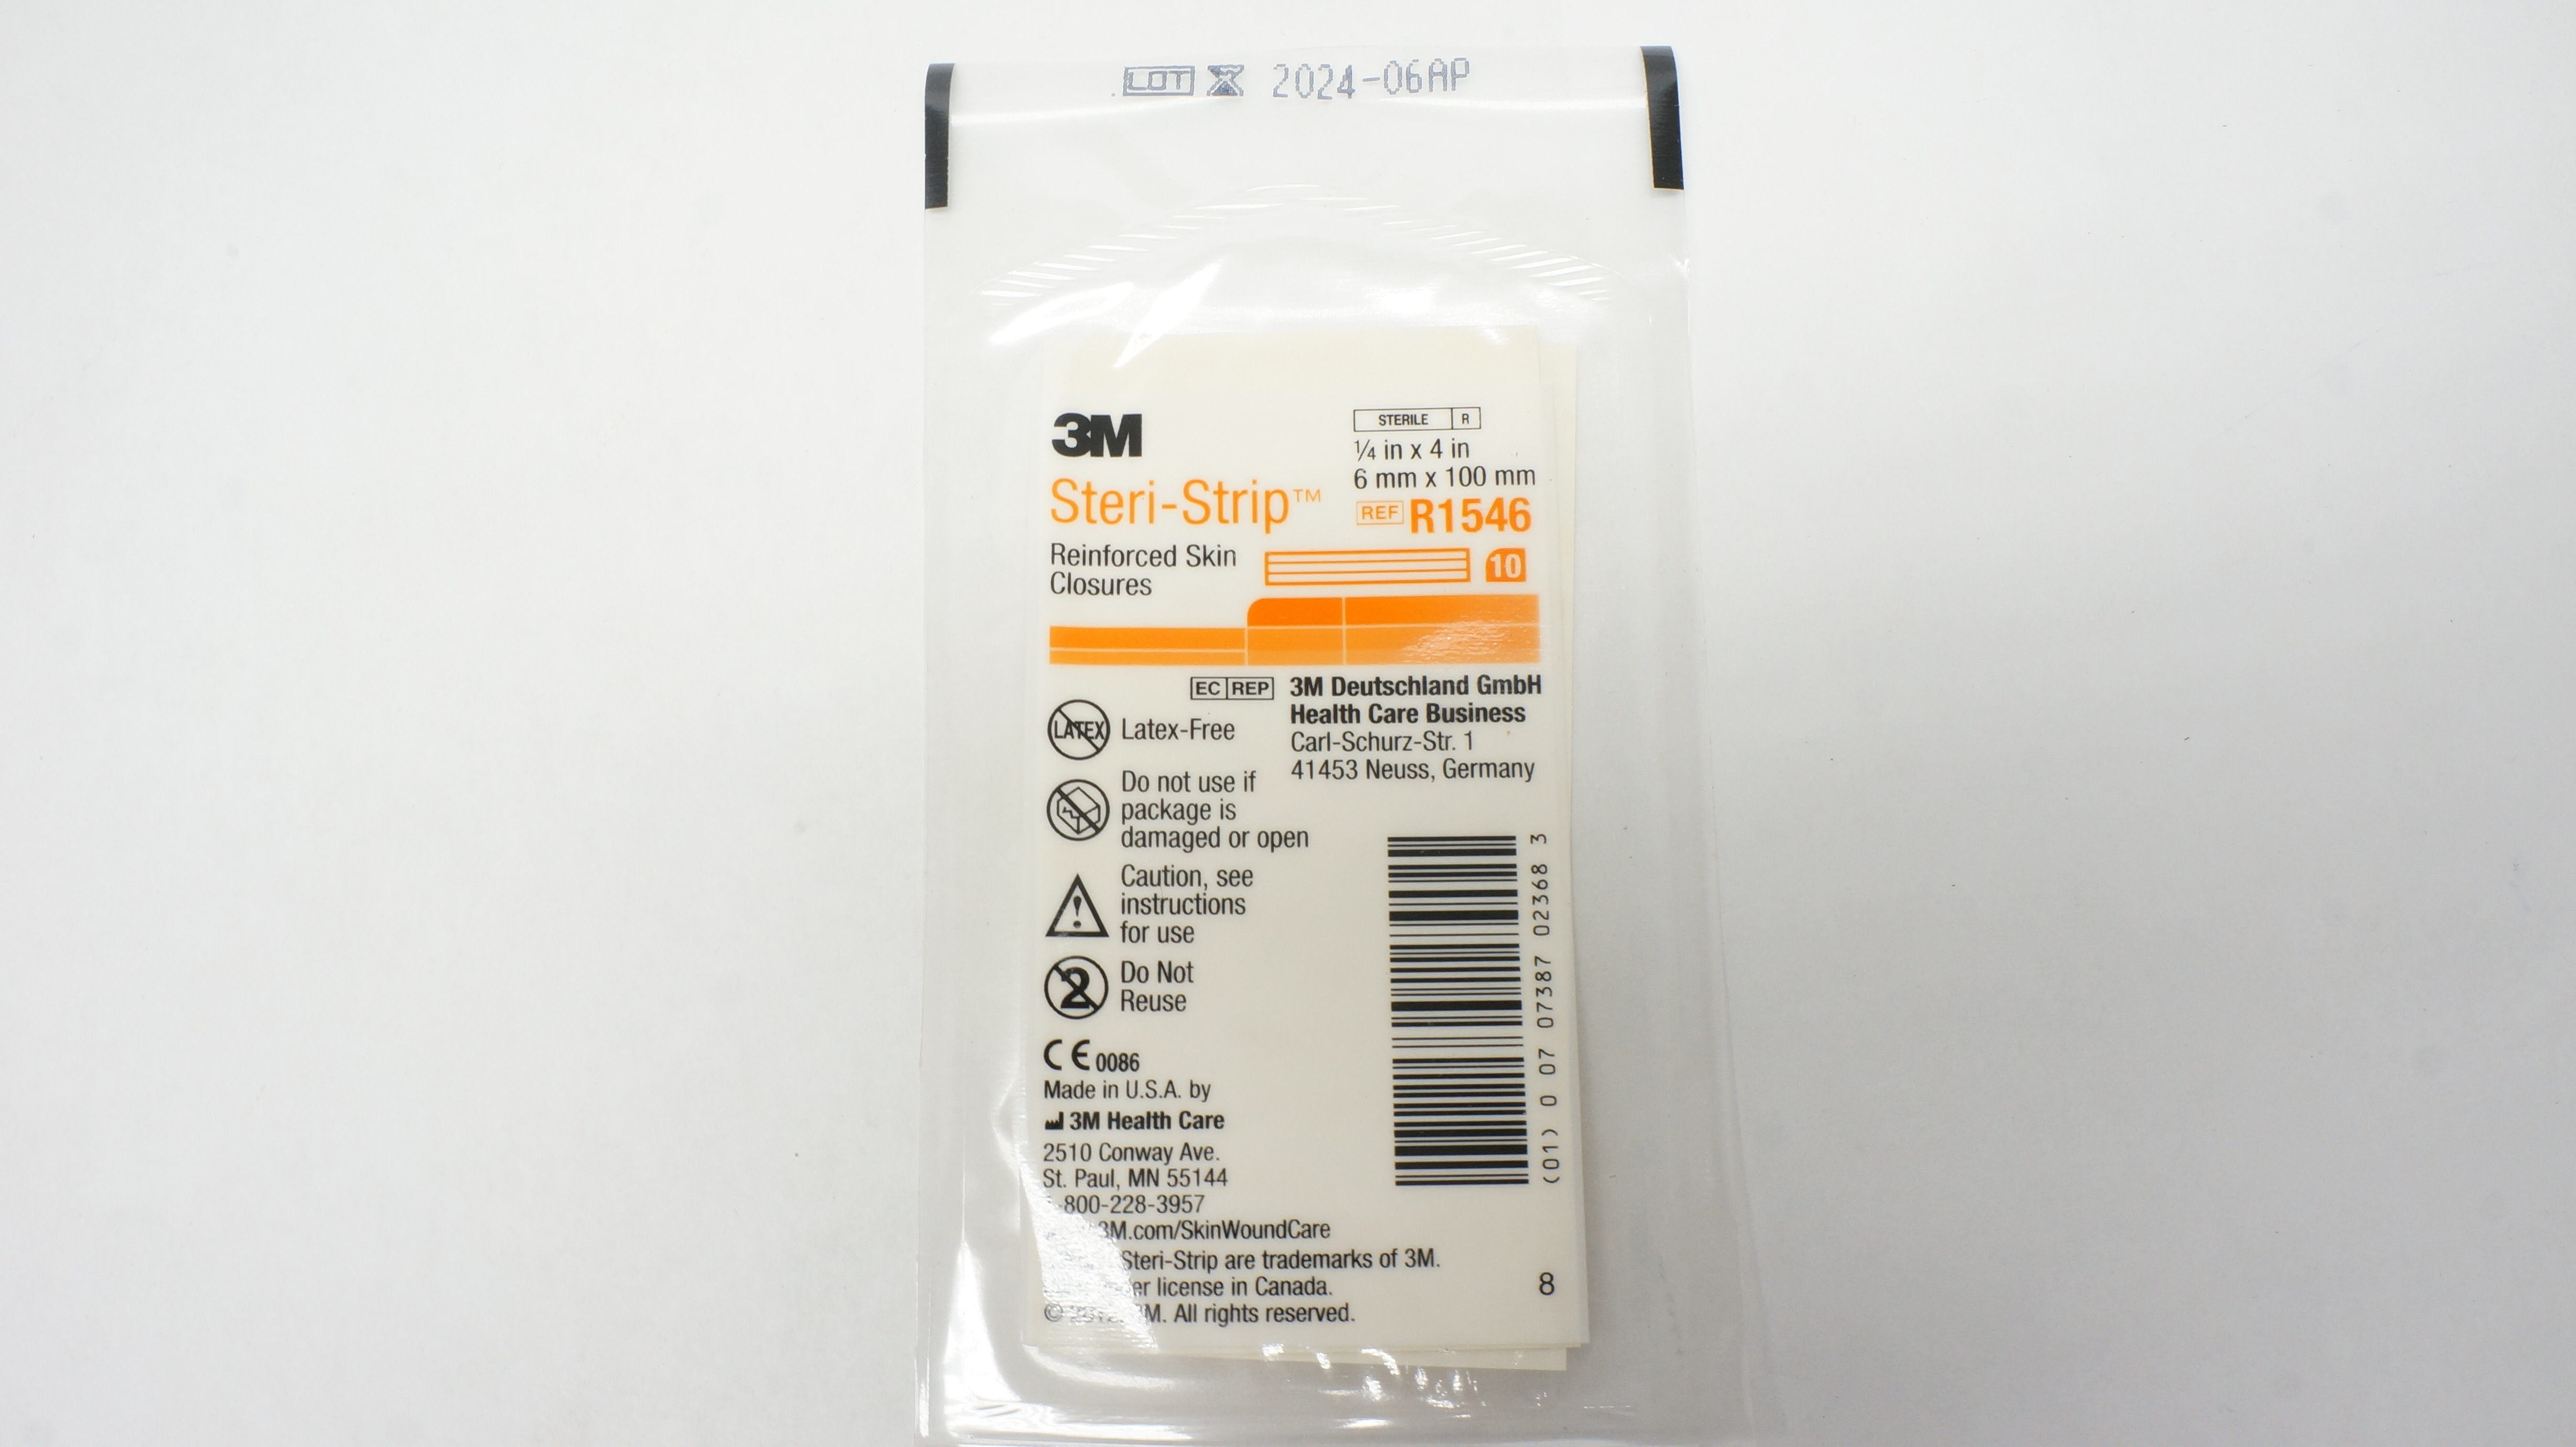 LOT 2024-06AP
3M
STERILE R
¼ in x 4 in
6 mm x 100 mm
Steri-Strip™
REF R1546
Reinforced Skin
Closures
10
EC REP 3M Deutschland GmbH
Health Care Business
Carl-Schurz-Str. 1
41453 Neuss, Germany
LATEX Latex-Free
Do not use if
package is
damaged or open
Caution, see
instructions
for use
2 Do Not
Reuse
(01) 0 07 07387 02368 3
CE 0086
Made in U.S.A. by
3M Health Care
2510 Conway Ave.
St. Paul, MN 55144
-800-228-3957
3M.com/SkinWoundCare
Steri-Strip are trademarks of 3M.
license in Canada.
© 3M. All rights reserved.
8